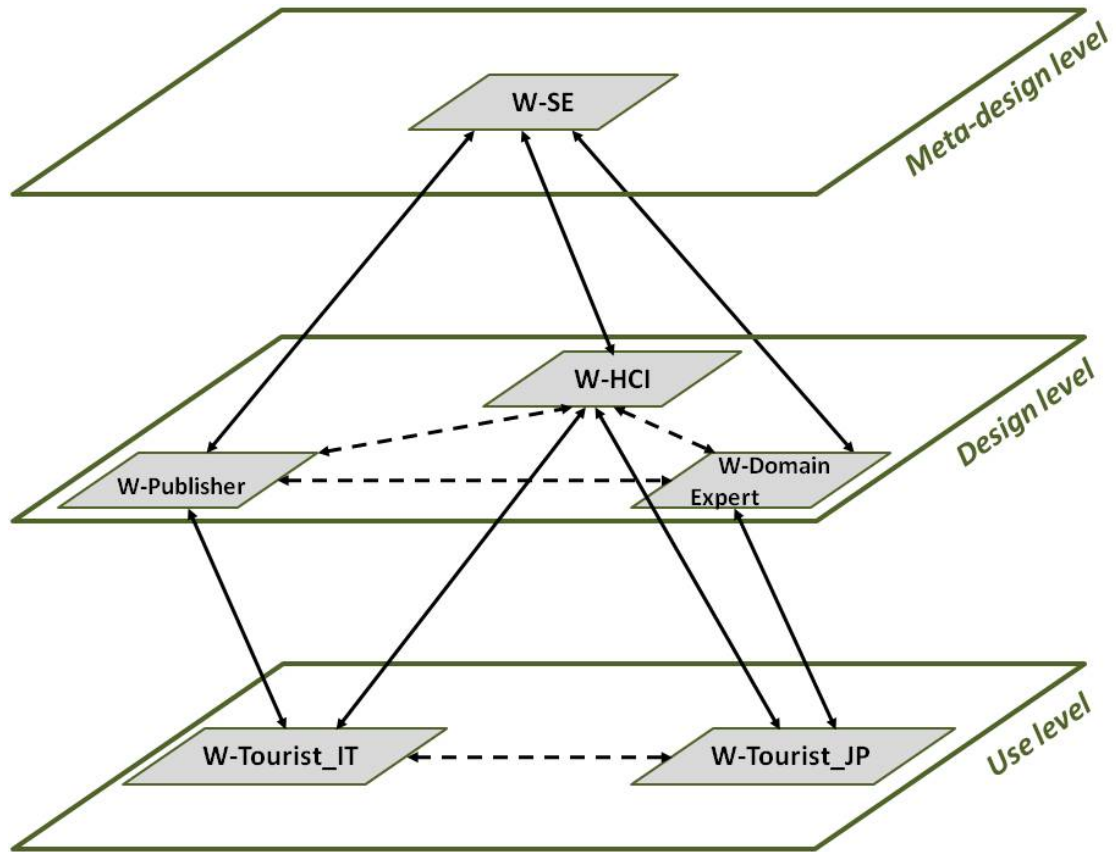 W-SE
Meta-design level
W-HCI
Design level
W-Publisher
W-Domain
Expert
W-Tourist_IT
W-Tourist_JP
Use level